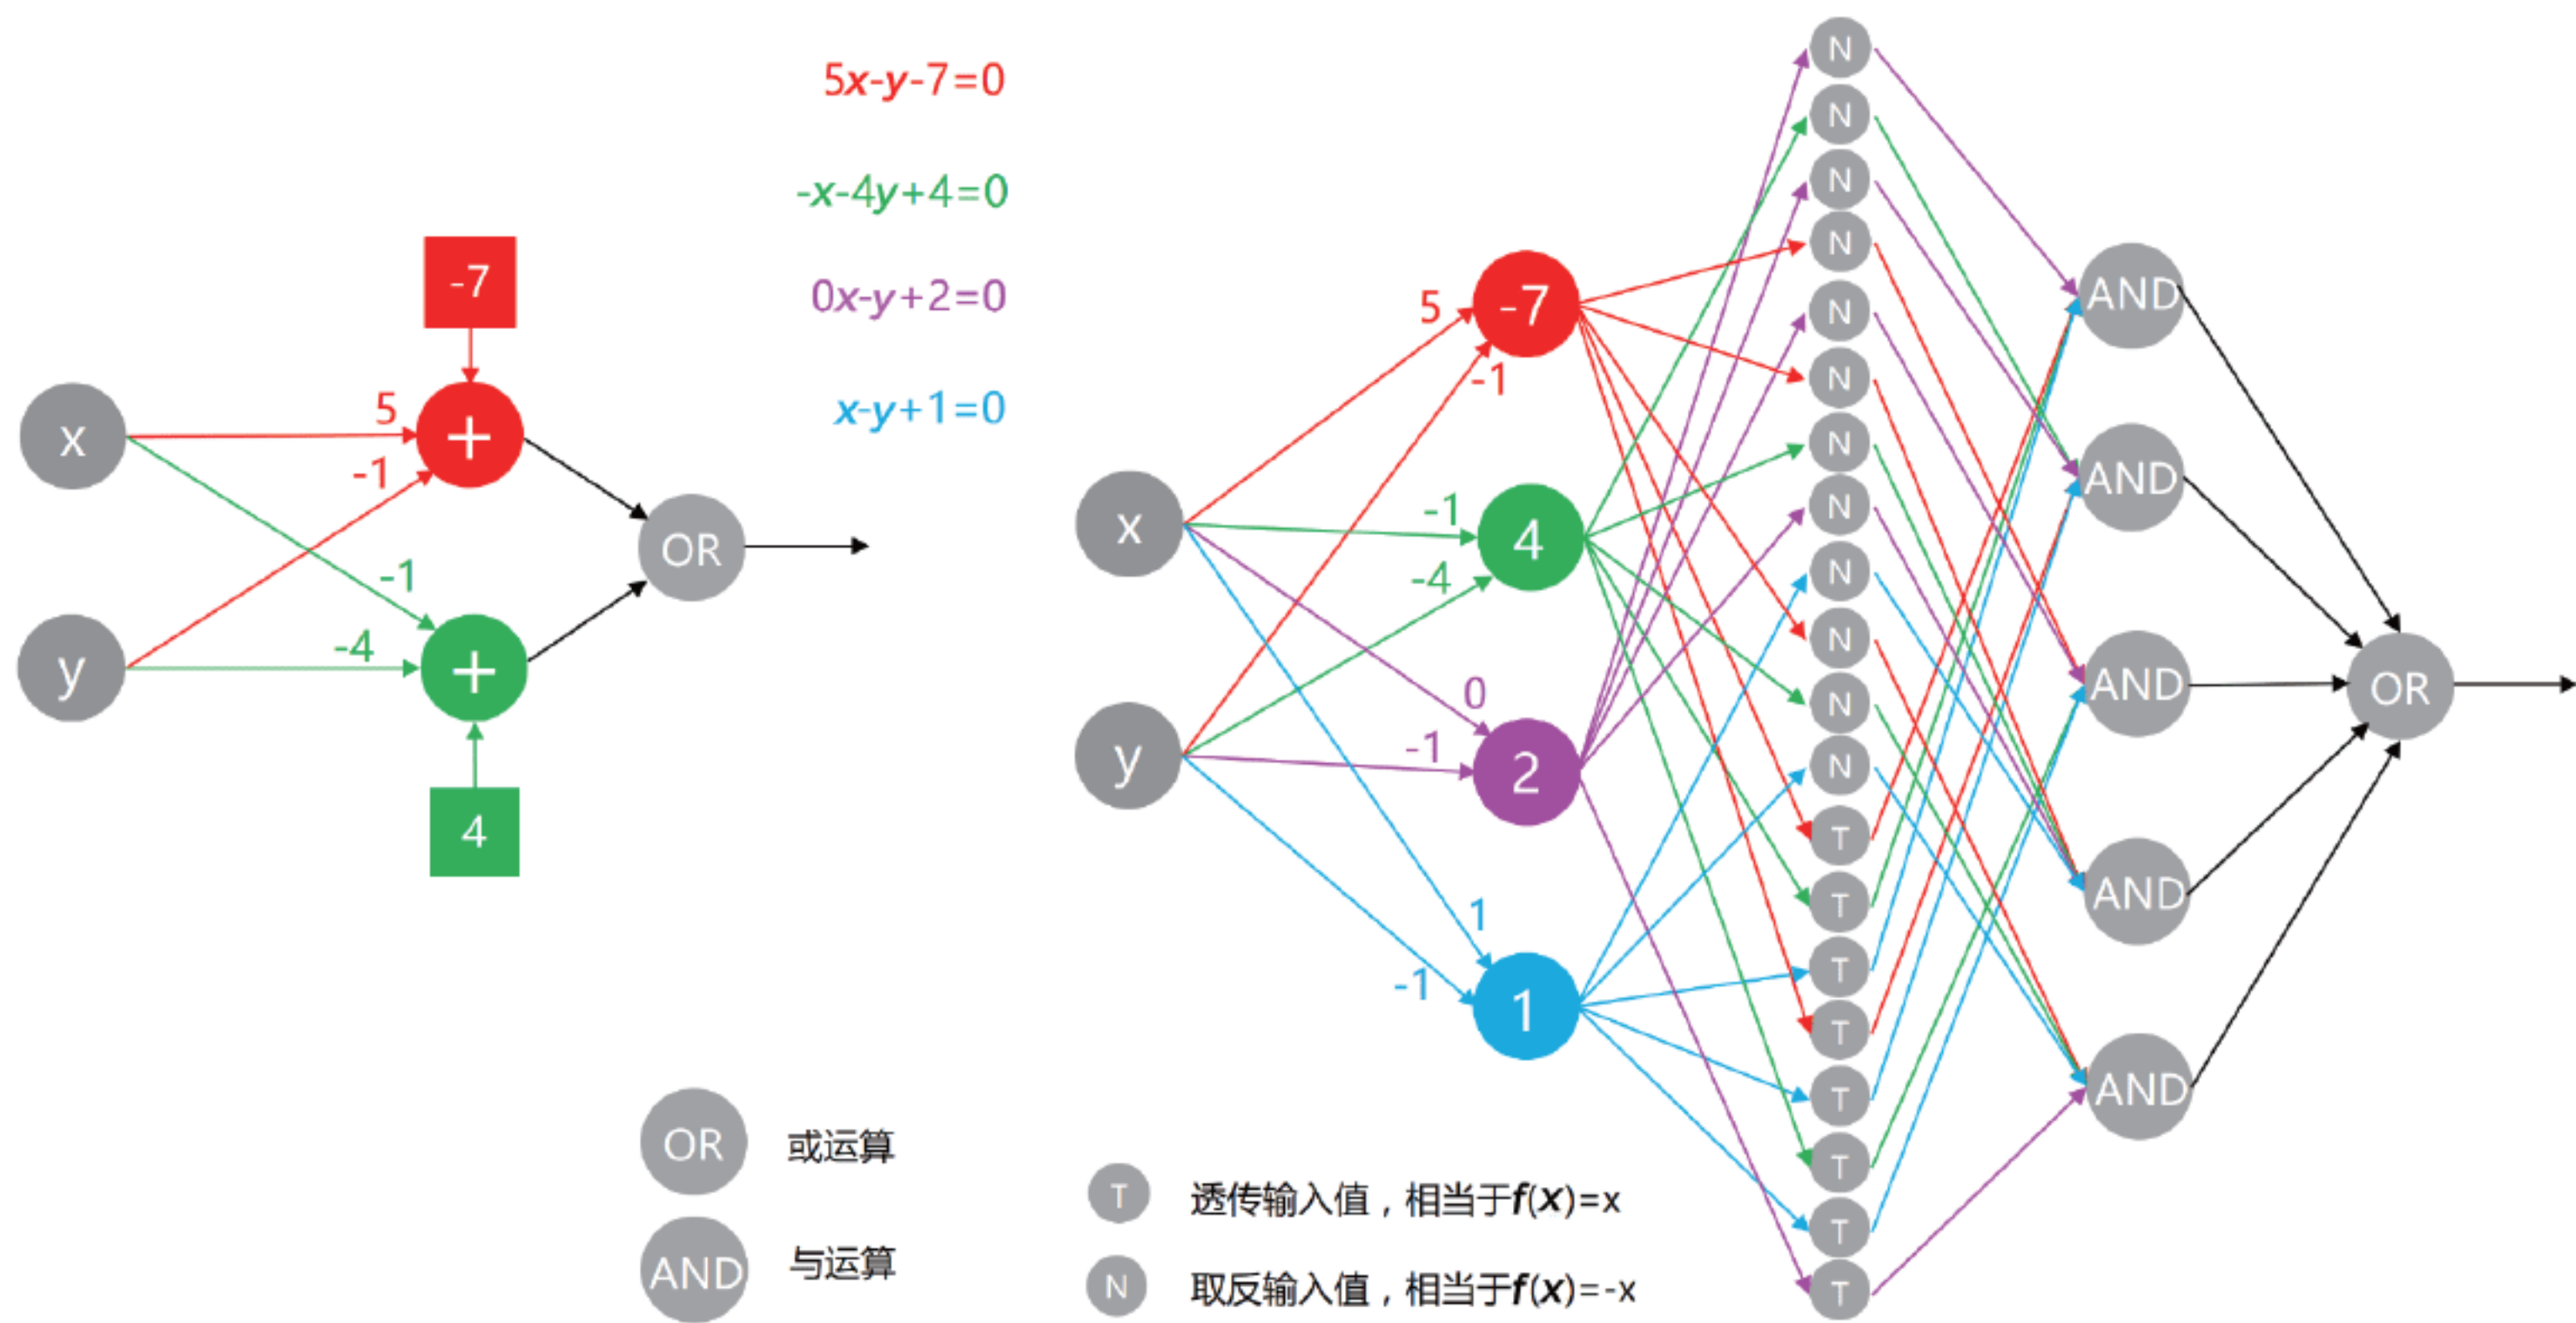 5x-y-7=0
-x-4y+4=0
0x-y+2=0
x-y+1=0
-7
x
5
+
-1
OR
-1
y
-4
+
4
x
y
5
-1
-7
-1
-4
4
0
-1
2
1
-1
1
N
N
N
N
N
N
N
N
N
N
N
N
T
T
T
T
T
T
T
T
AND
AND
AND
AND
AND
OR
OR 或运算
AND 与运算
T 透传输入值，相当于f(x)=x
N 取反输入值，相当于f(x)=-x